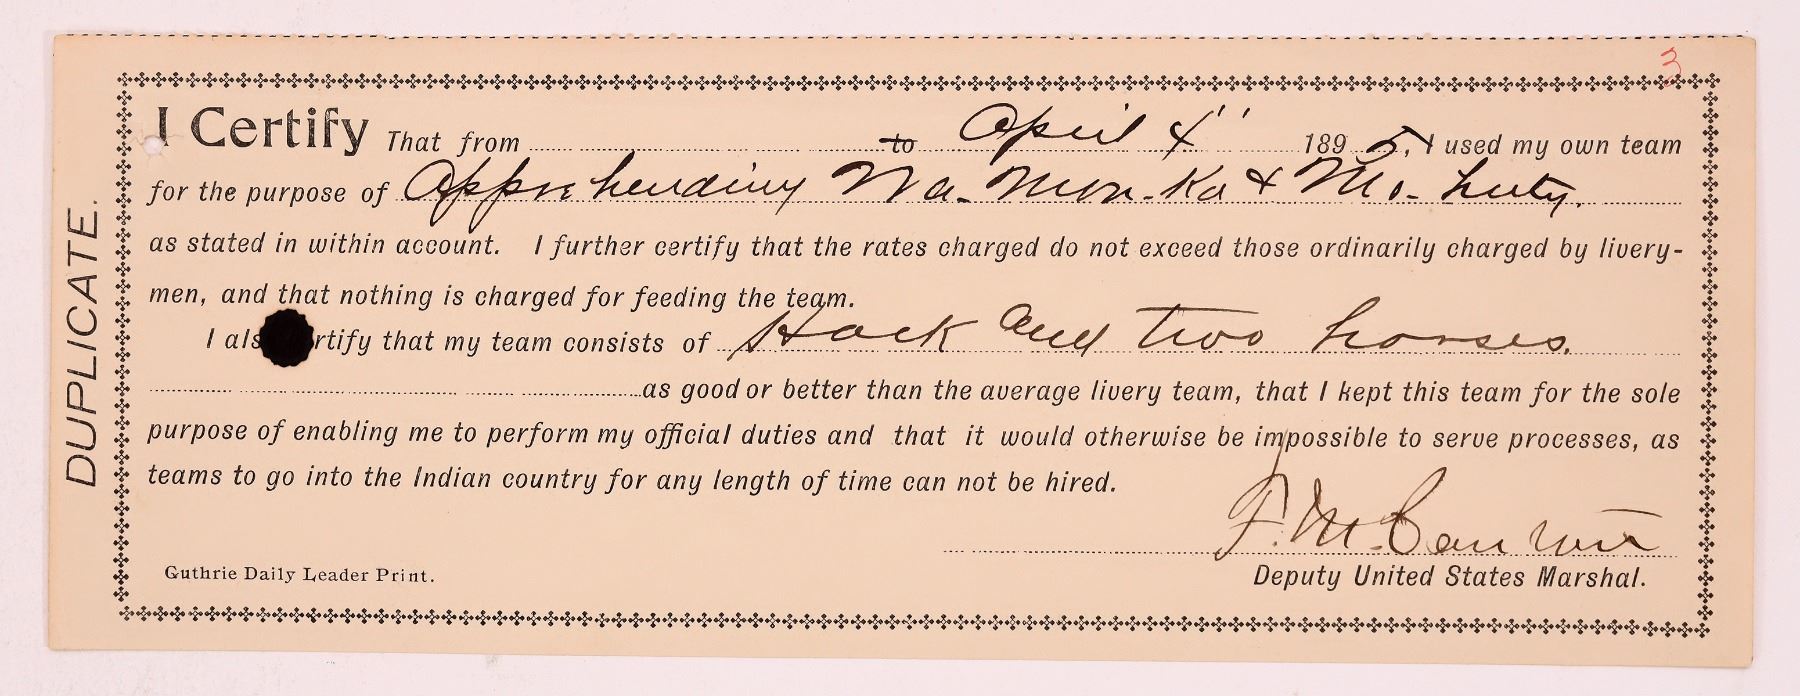 3
I Certify That from to April 4'' 1895, I used my own team
for the purpose of Apprehending Wa-Mon-Ka & Mo-
as stated in within account. I further certify that the rates charged do not exceed those ordinarily charged by livery-
men, and that nothing is charged for feeding the team.
I als rtify that my team consists of Hack and two horses.
as good or better than the average livery team, that I kept this team for the sole
purpose of enabling me to perform my official duties and that it would otherwise be impossible to serve processes, as
teams to go into the Indian country for any length of time can not be hired.
F. M.
Guthrie Daily Leader Print. Deputy United States Marshal.
DUPLICATE.